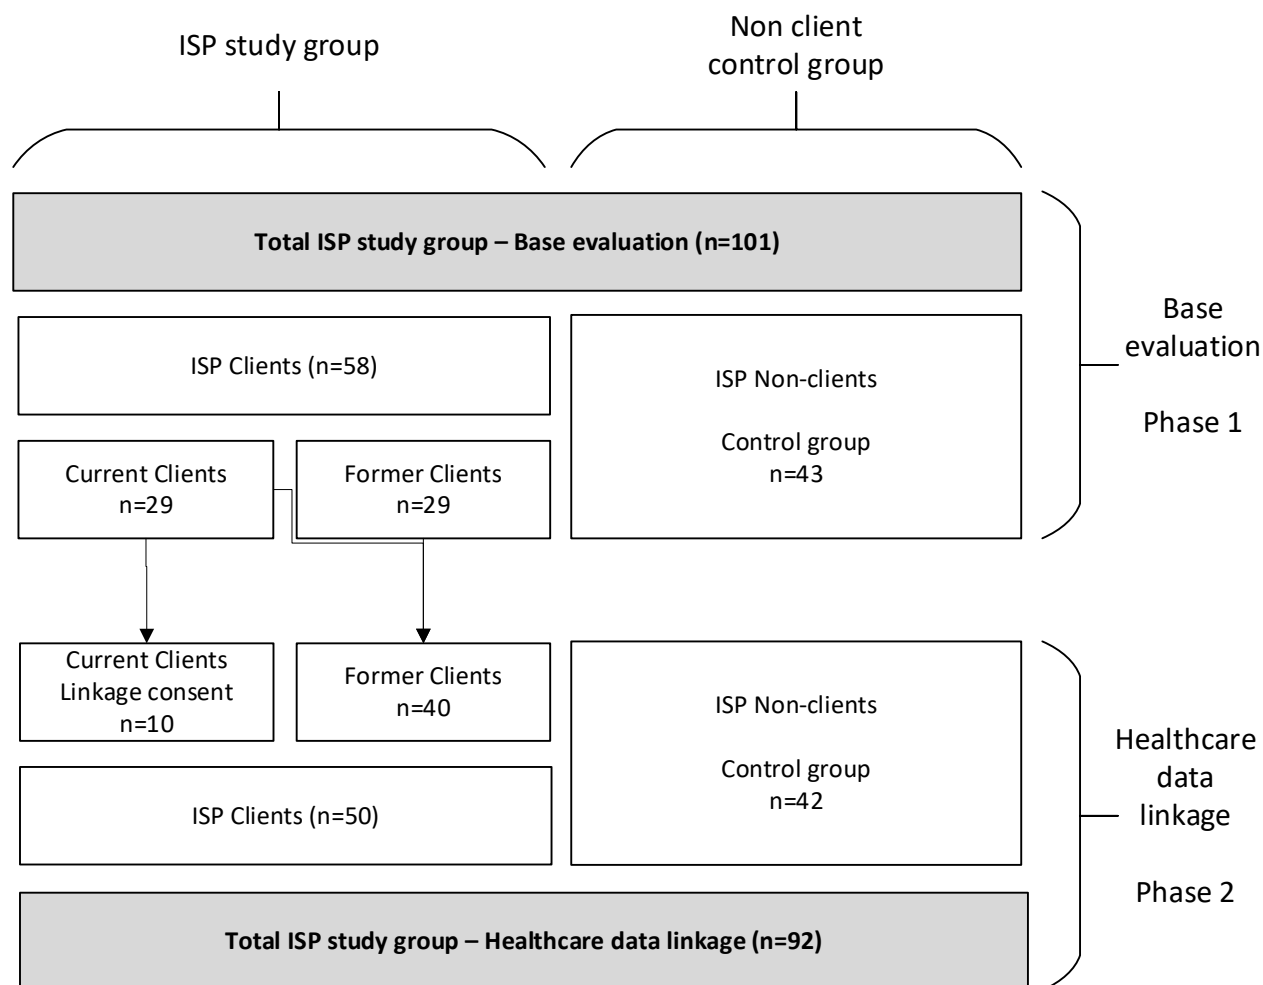 ISP study group
Non client
control group
Total ISP study group – Base evaluation (n=101)
ISP Clients (n=58)
ISP Non-clients
Control group
n=43
Current Clients
n=29
Former Clients
n=29
Base
evaluation
Phase 1
Current Clients
Linkage consent
n=10
Former Clients
n=40
ISP Non-clients
Control group
n=42
ISP Clients (n=50)
Healthcare
data
linkage
Phase 2
Total ISP study group – Healthcare data linkage (n=92)